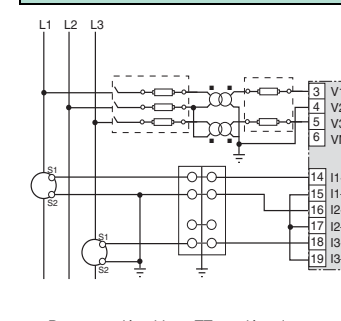 L1 L2 L3
3 V1
4 V2
5 V3
6 VN
S1
S2
14 I1
15 I1
16 I2
17 I2
18 I3
19 I3
S1
S2